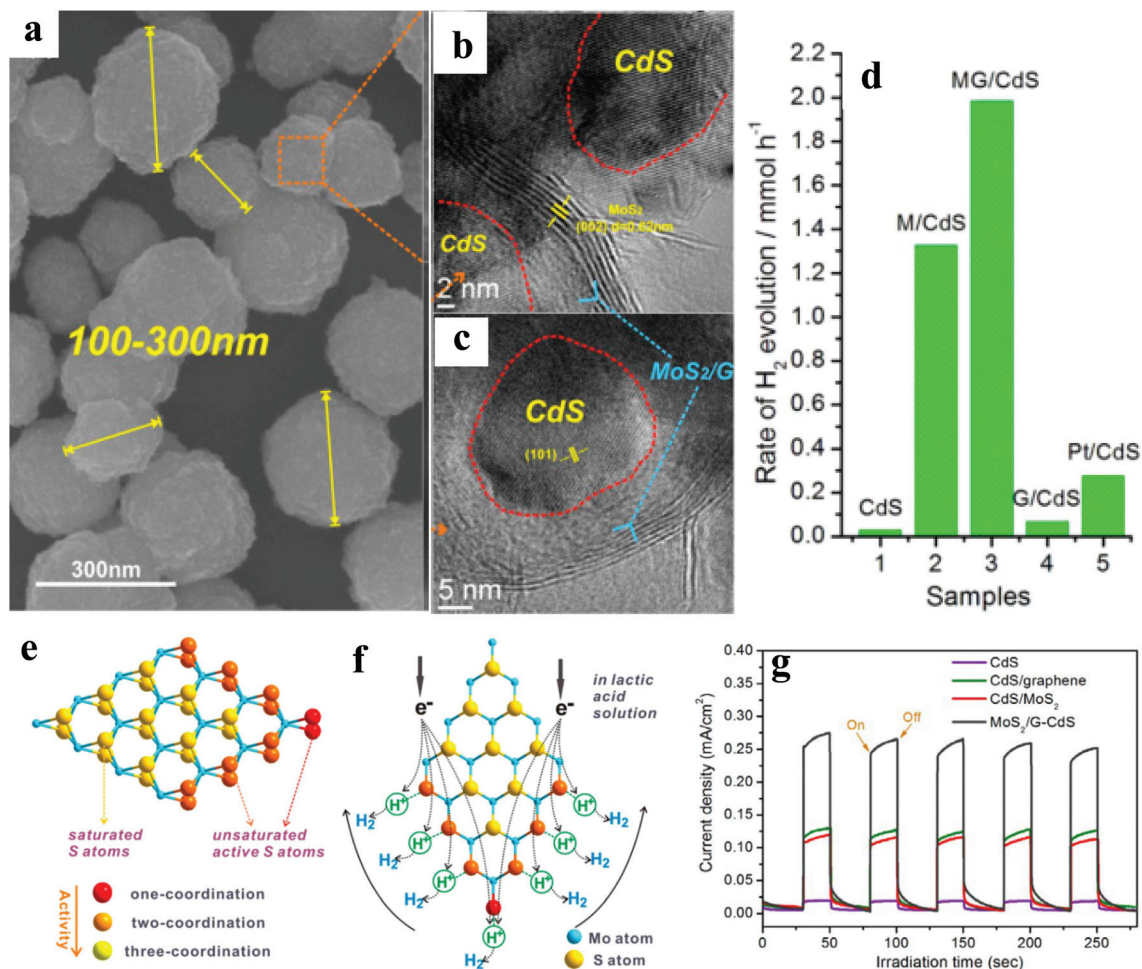 a
100-300nm
300nm
b
CdS
MoS₂
(002) d=0.62nm
CdS
2 nm
c
MoS₂/G
CdS
(101)
5 nm
d
Rate of H₂ evolution / mmol h⁻¹
2.2
2.0
1.8
1.6
1.4
1.2
1.0
0.8
0.6
0.4
0.2
0.0
CdS
M/CdS
MG/CdS
G/CdS
Pt/CdS
1 2 3 4 5
Samples
e
saturated
S atoms
unsaturated
active S atoms
Activity
one-coordination
two-coordination
three-coordination
f
e⁻
e⁻
in lactic
acid
solution
H⁺ H⁺
H₂ H₂
H⁺ H⁺
H₂ H₂
H⁺ H⁺
H₂ H₂
H⁺
H₂
Mo atom
S atom
g
Current density (mA/cm²)
0.40
0.35
0.30
0.25
0.20
0.15
0.10
0.05
0.00
CdS
CdS/graphene
CdS/MoS₂
MoS₂/G-CdS
On
Off
0 50 100 150 200 250
Irradiation time (sec)